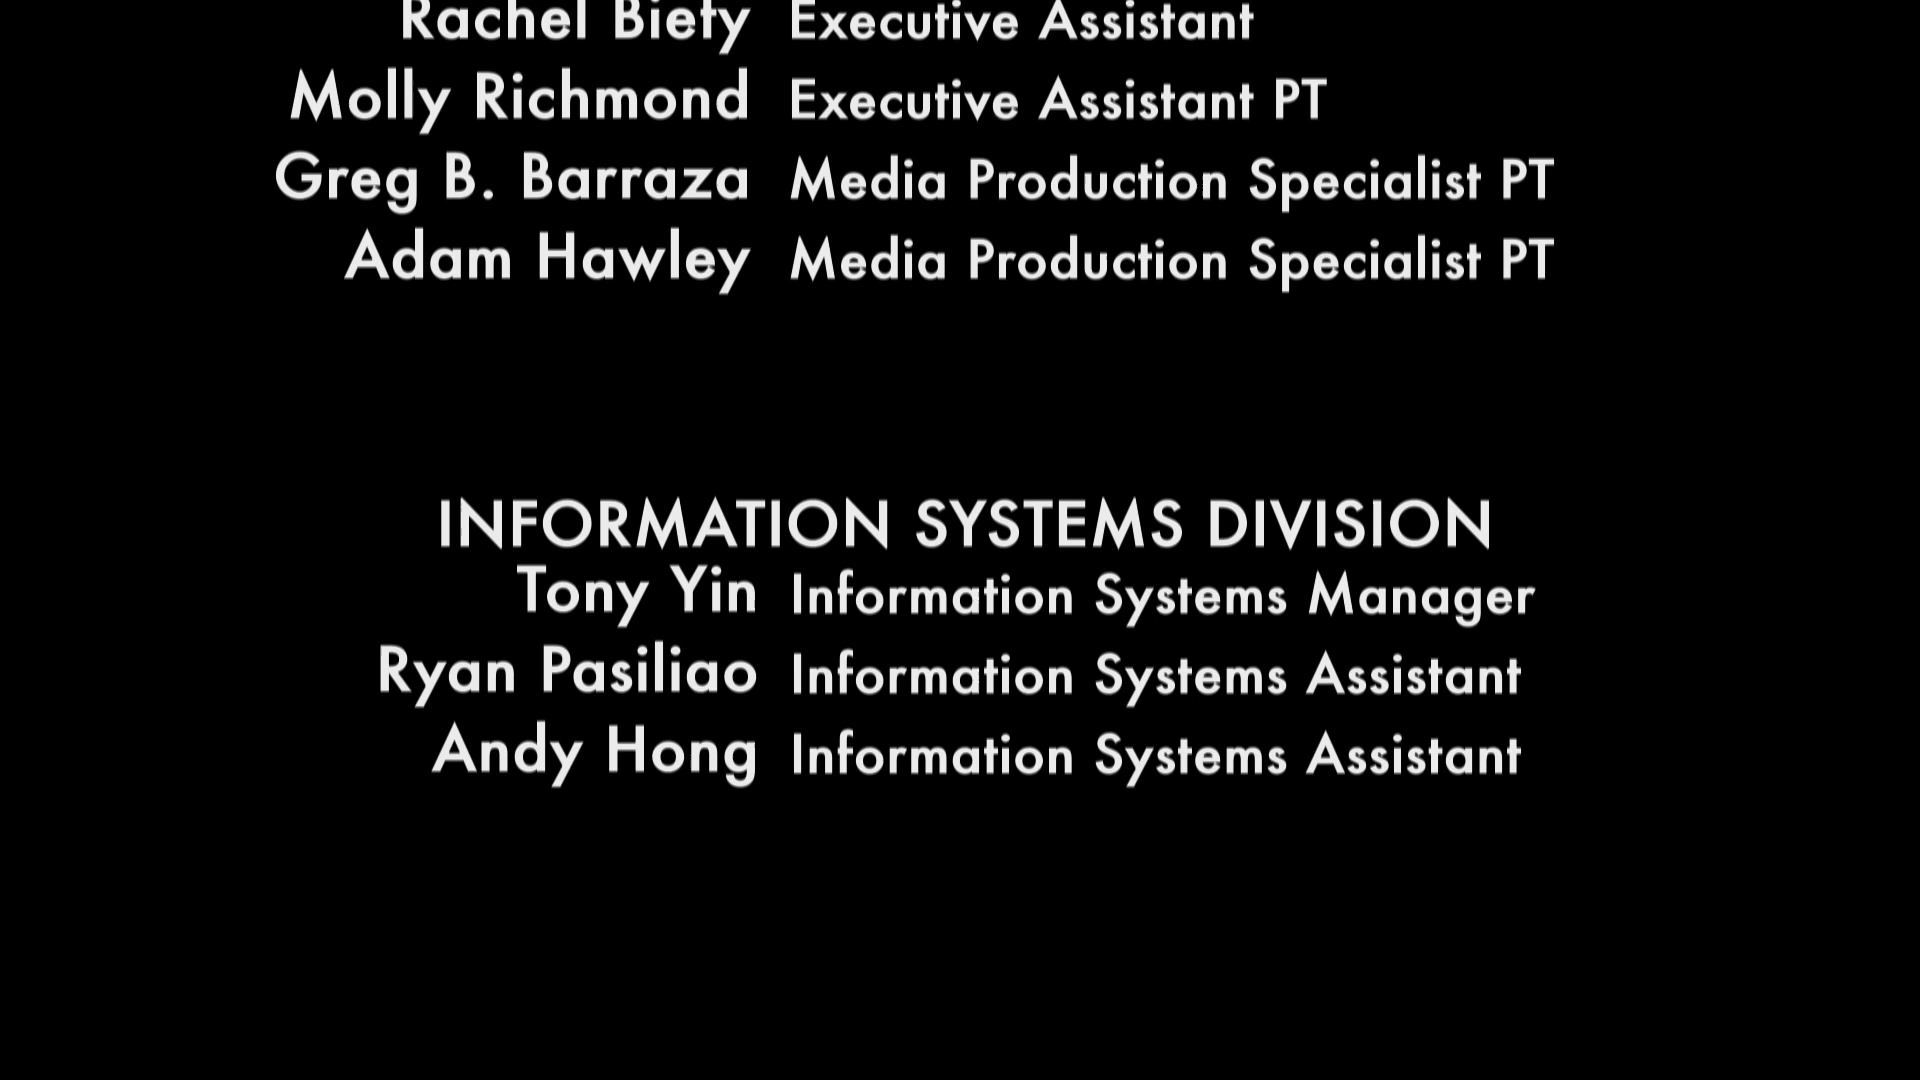 Rachel Biety Executive Assistant
Molly Richmond Executive Assistant PT
Greg B. Barraza Media Production Specialist PT
Adam Hawley Media Production Specialist PT
INFORMATION SYSTEMS DIVISION
Tony Yin Information Systems Manager
Ryan Pasiliao Information Systems Assistant
Andy Hong Information Systems Assistant